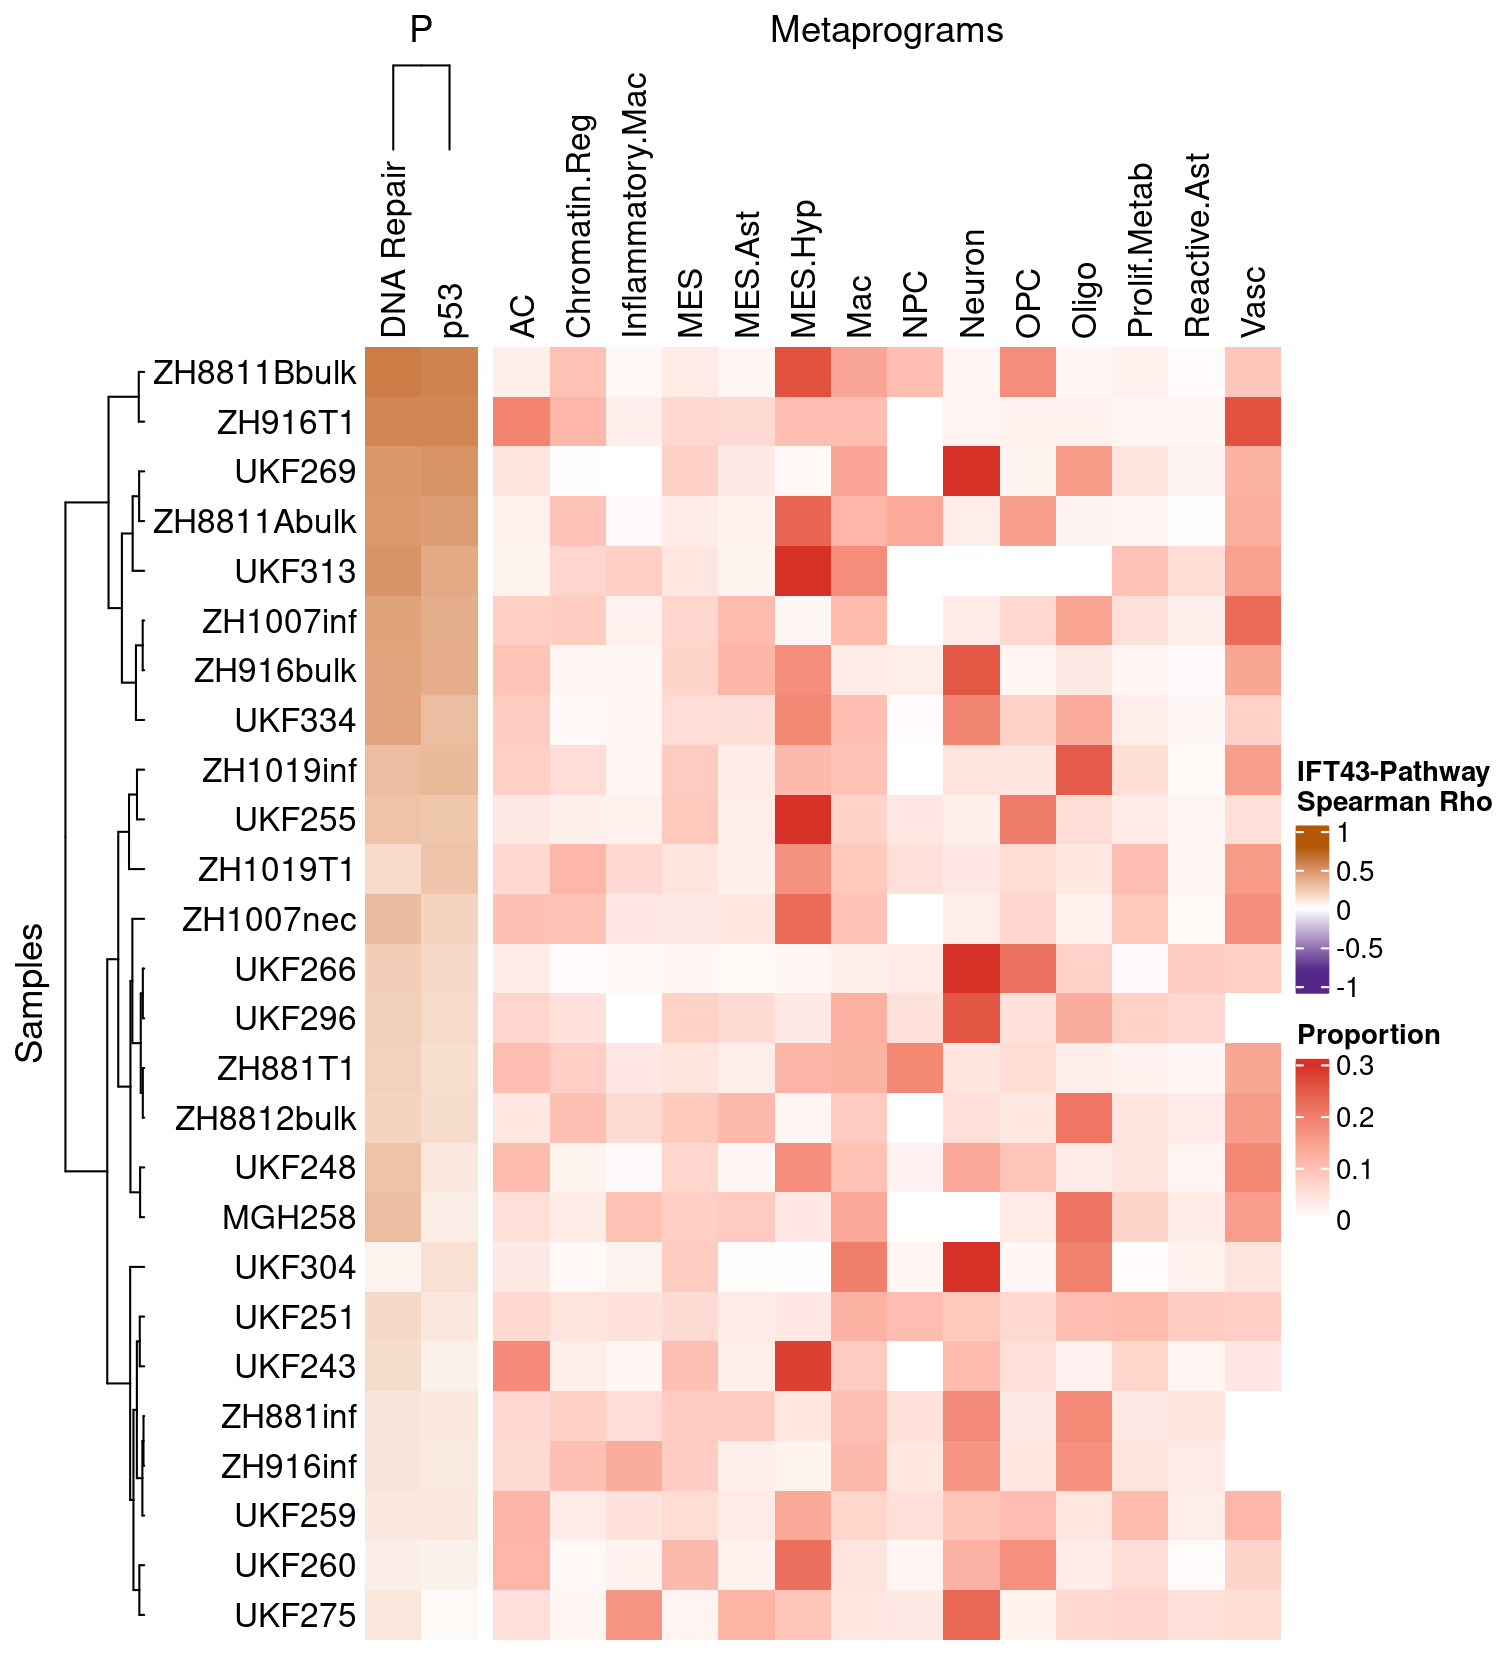 P
Metaprograms
DNA Repair
p53
AC
Chromatin.Reg
Inflammatory.Mac
MES
MES.Ast
MES.Hyp
Mac
NPC
Neuron
OPC
Oligo
Prolif.Metab
Reactive.Ast
Vasc
Samples
ZH8811Bbulk
ZH916T1
UKF269
ZH8811Abulk
UKF313
ZH1007inf
ZH916bulk
UKF334
ZH1019inf
UKF255
ZH1019T1
ZH1007nec
UKF266
UKF296
ZH881T1
ZH8812bulk
UKF248
MGH258
UKF304
UKF251
UKF243
ZH881inf
ZH916inf
UKF259
UKF260
UKF275
IFT43-Pathway
Spearman Rho
1
0.5
0
-0.5
-1
Proportion
0.3
0.2
0.1
0